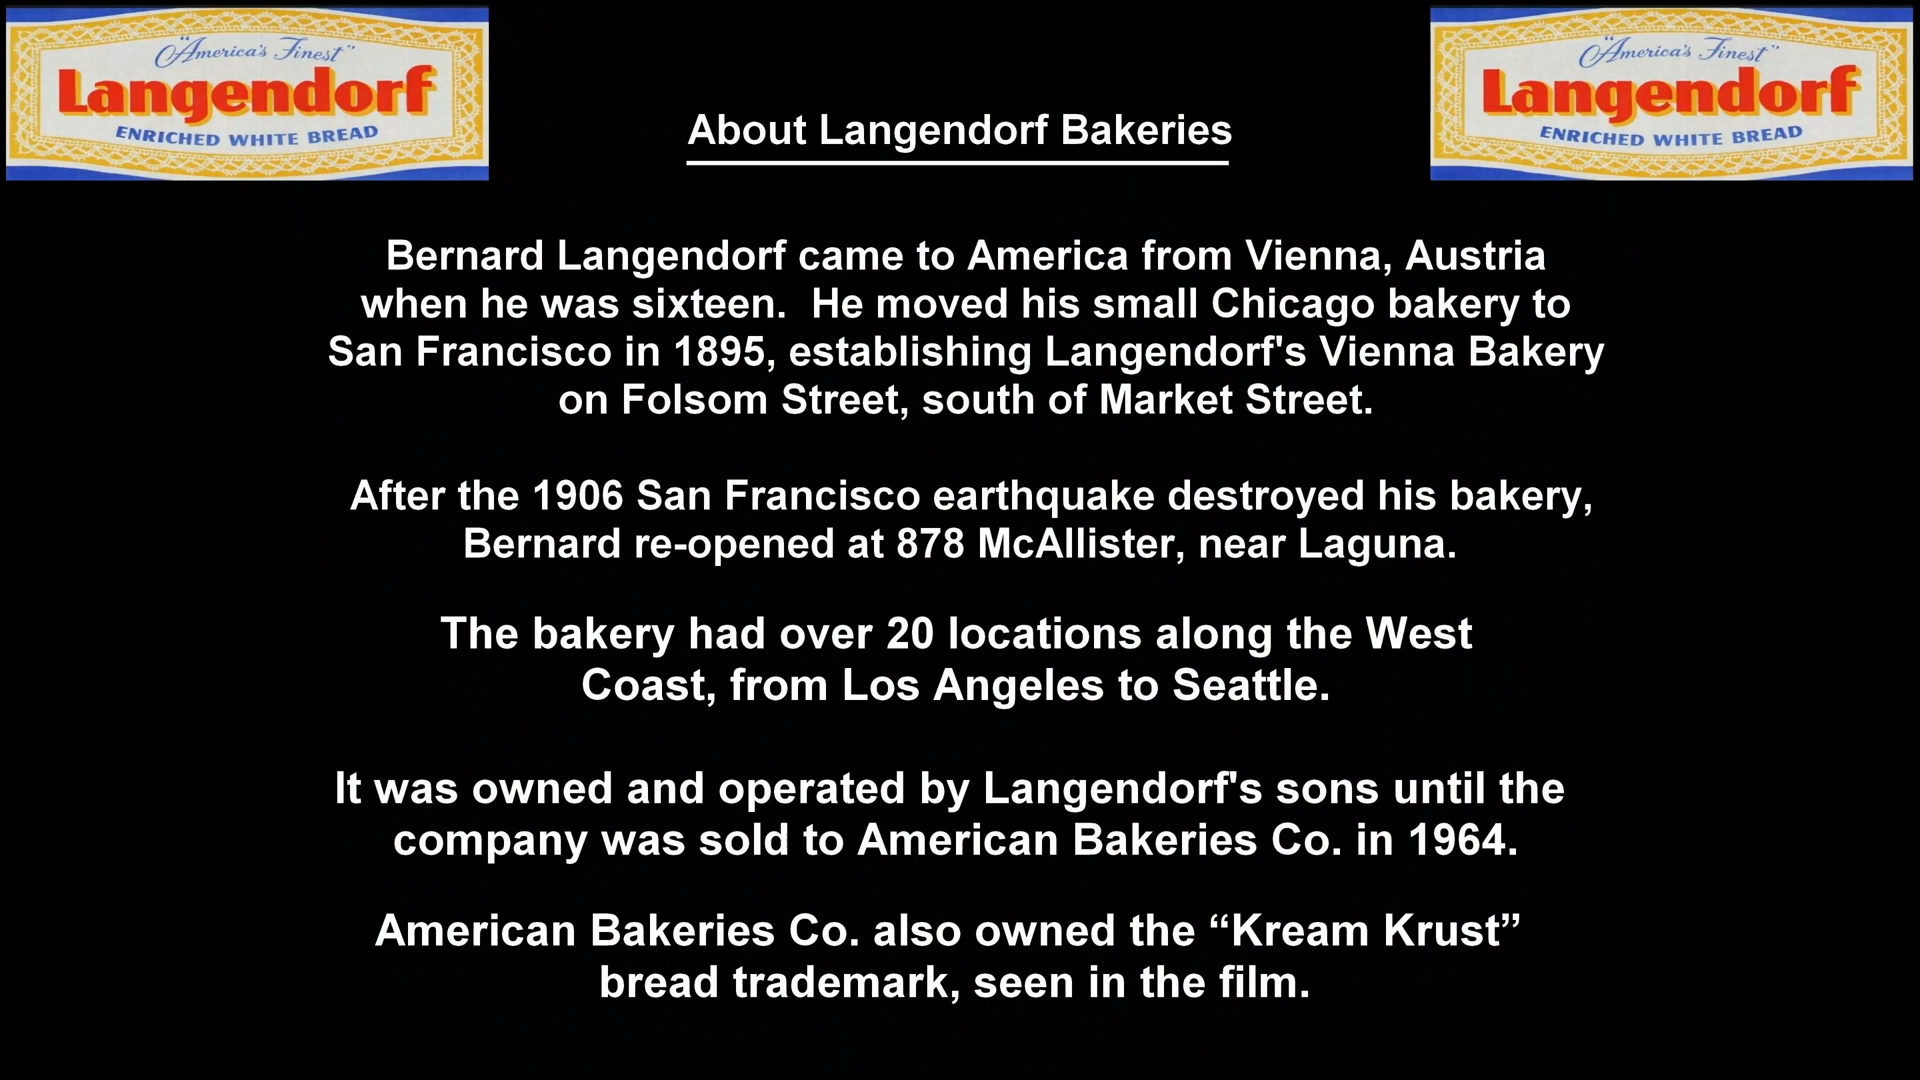 "America's Finest"
Langendorf
ENRICHED WHITE BREAD
"America's Finest"
Langendorf
ENRICHED WHITE BREAD
About Langendorf Bakeries
Bernard Langendorf came to America from Vienna, Austria
when he was sixteen.  He moved his small Chicago bakery to
San Francisco in 1895, establishing Langendorf's Vienna Bakery
on Folsom Street, south of Market Street.
After the 1906 San Francisco earthquake destroyed his bakery,
Bernard re-opened at 878 McAllister, near Laguna.
The bakery had over 20 locations along the West
Coast, from Los Angeles to Seattle.
It was owned and operated by Langendorf's sons until the
company was sold to American Bakeries Co. in 1964.
American Bakeries Co. also owned the “Kream Krust”
bread trademark, seen in the film.